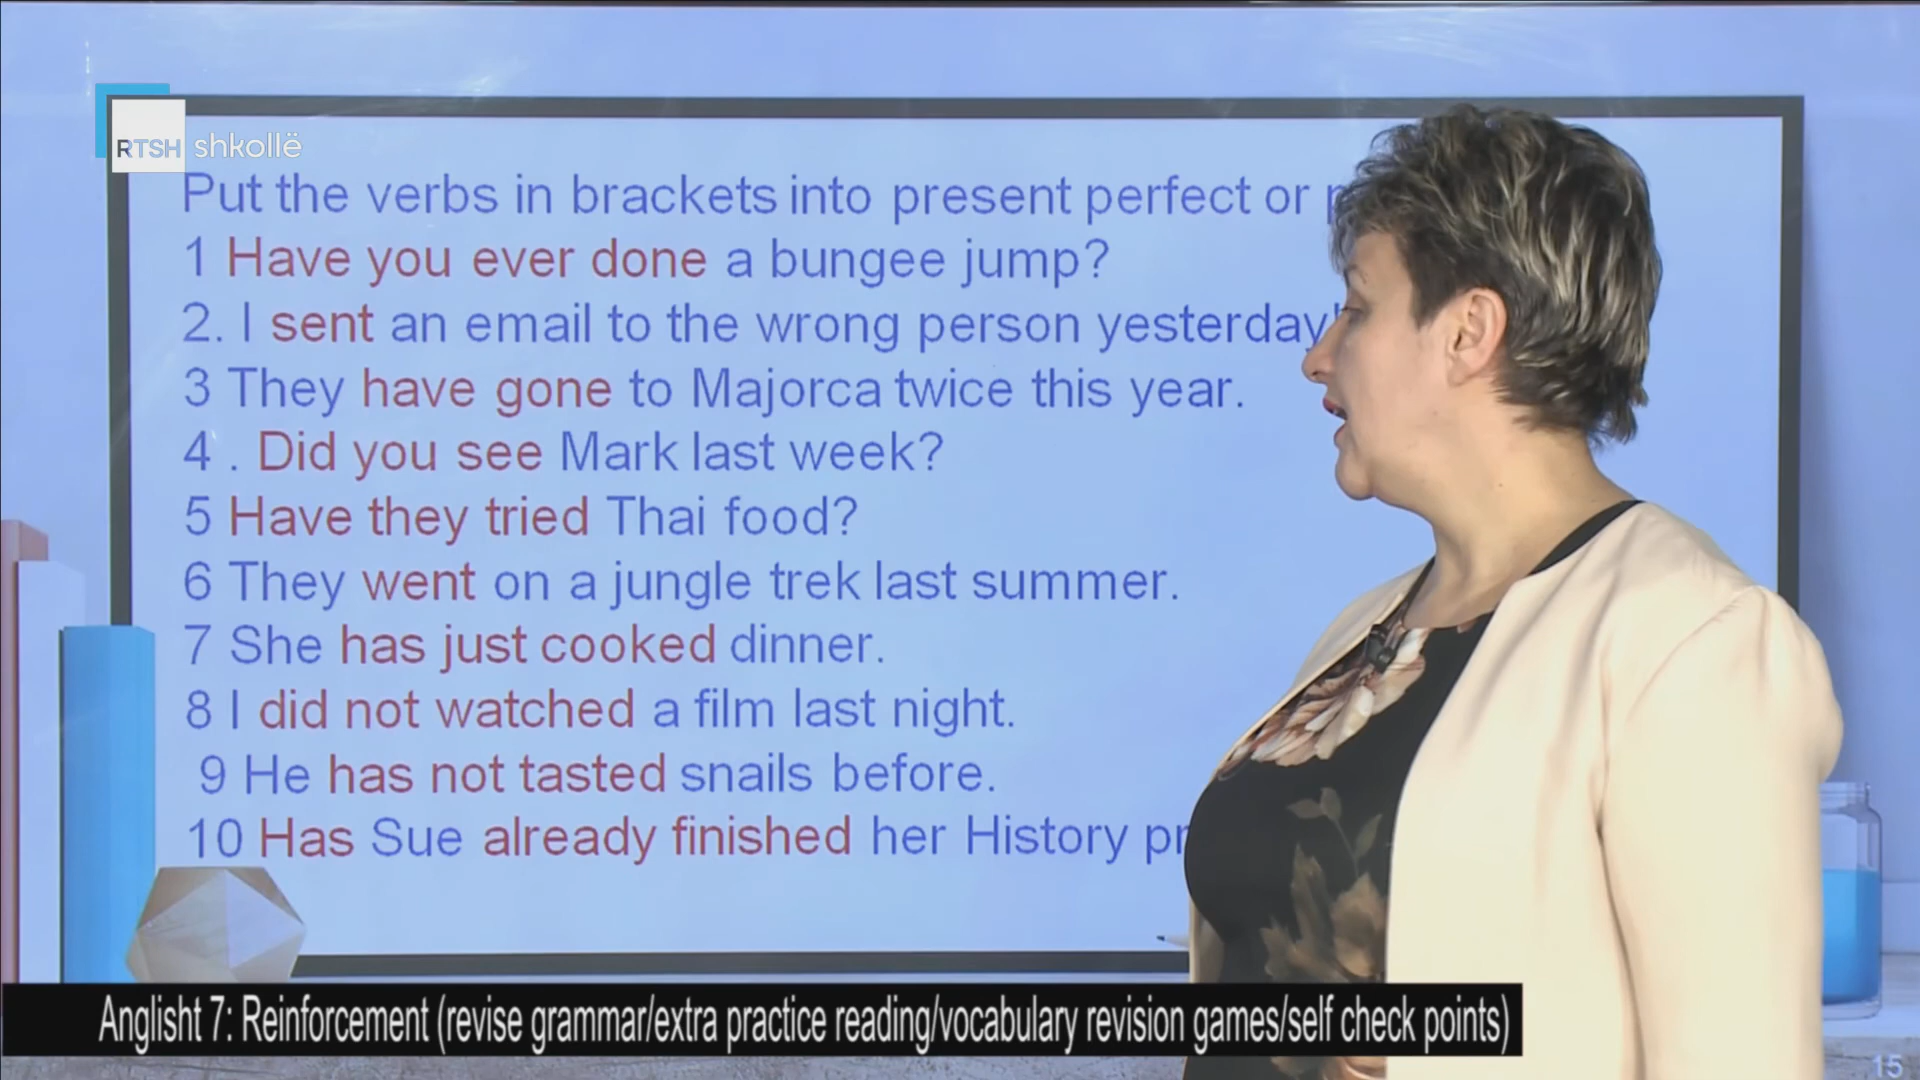 RTSH shkollë
Put the verbs in brackets into present perfect or
1 Have you ever done a bungee jump?
2. I sent an email to the wrong person yesterday!
3 They have gone to Majorca twice this year.
4 . Did you see Mark last week?
5 Have they tried Thai food?
6 They went on a jungle trek last summer.
7 She has just cooked dinner.
8 I did not watched a film last night.
9 He has not tasted snails before.
10 Has Sue already finished her History
Anglisht 7: Reinforcement (revise grammar/extra practice reading/vocabulary revision games/self check points)
15